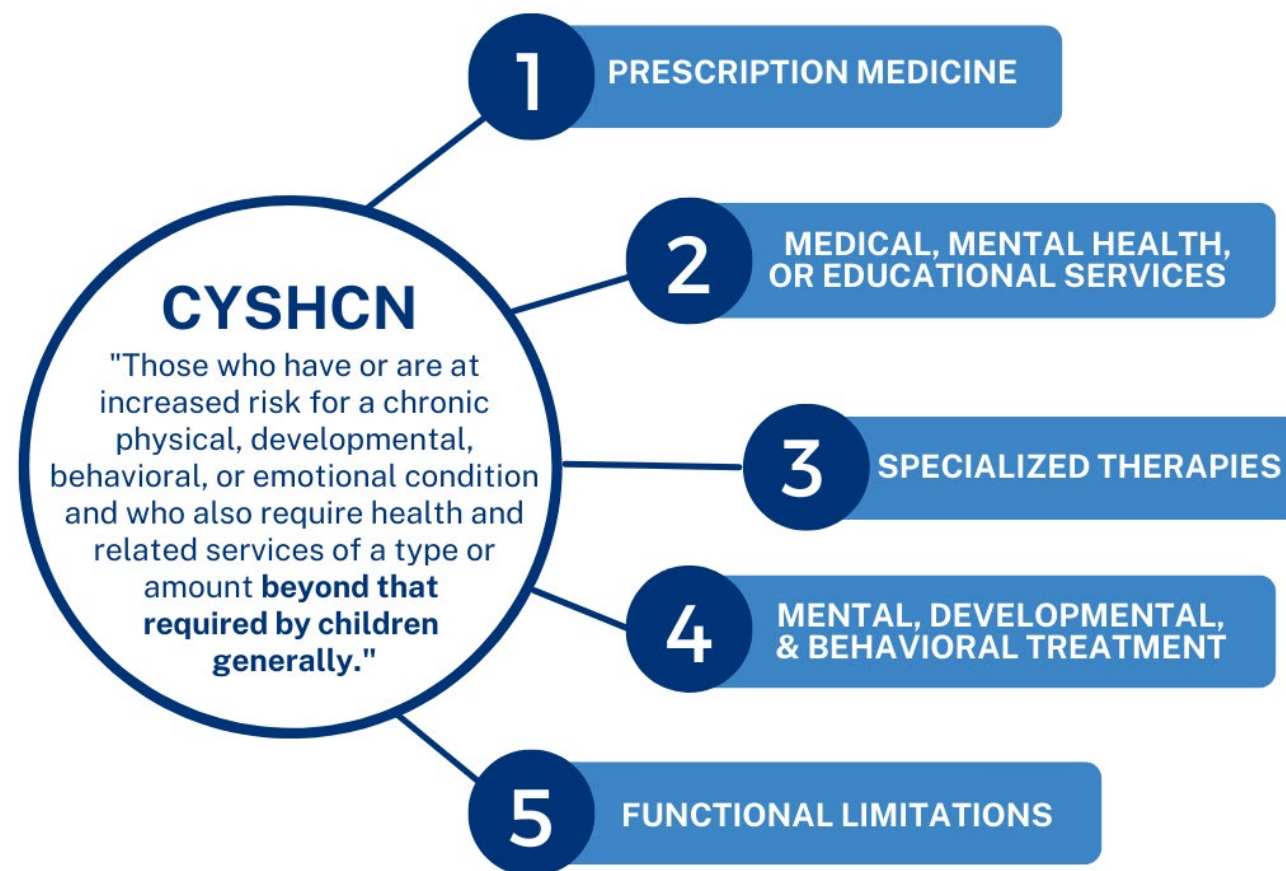 CYSHCN
"Those who have or are at
increased risk for a chronic
physical, developmental,
behavioral, or emotional condition
and who also require health and
related services of a type or
amount beyond that
required by children
generally."
1 PRESCRIPTION MEDICINE
2 MEDICAL, MENTAL HEALTH,
OR EDUCATIONAL SERVICES
3 SPECIALIZED THERAPIES
4 MENTAL, DEVELOPMENTAL,
& BEHAVIORAL TREATMENT
5 FUNCTIONAL LIMITATIONS